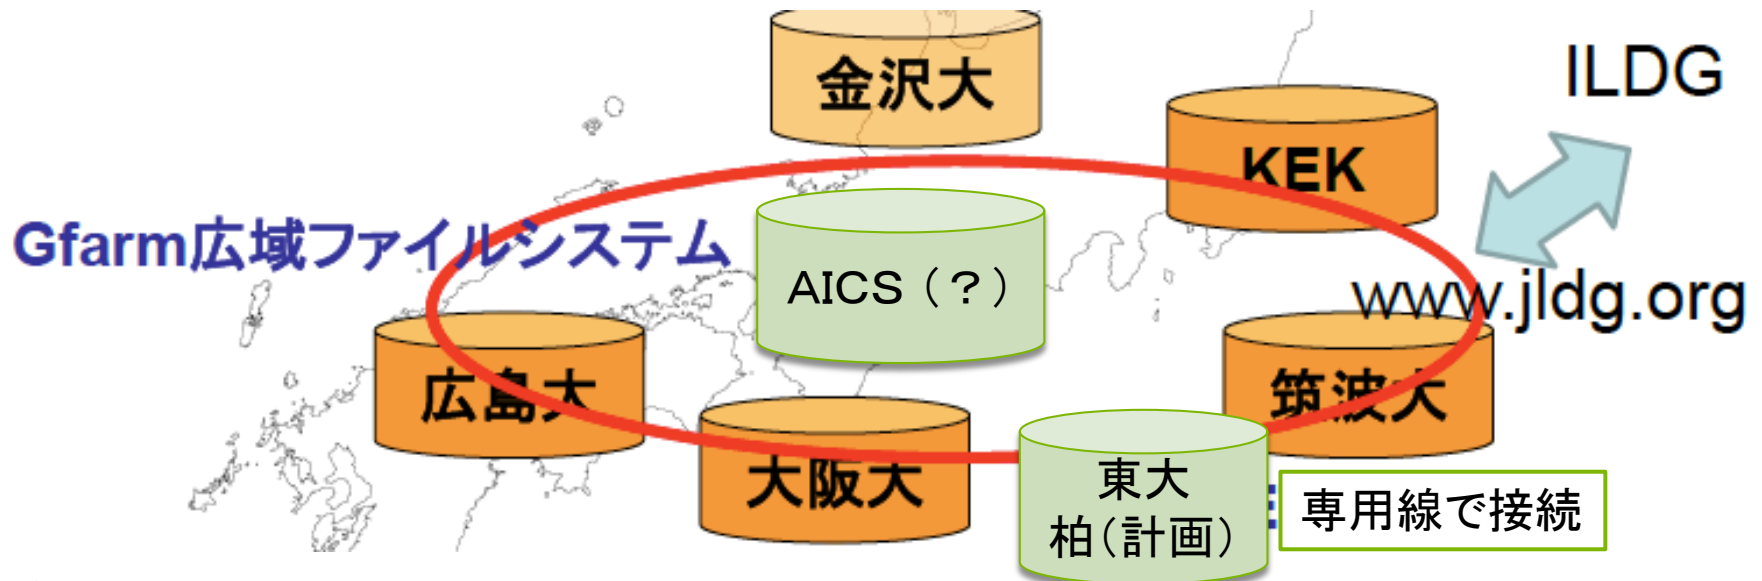 金沢大
ILDG
KEK
Gfarm広域ファイルシステム
AICS（？）
www.jldg.org
広島大
筑波大
大阪大
東大
柏（計画）
専用線で接続